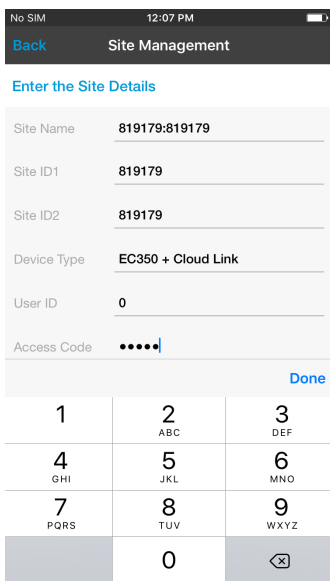 No SIM 12:07 PM
Back Site Management
Enter the Site Details
Site Name 819179:819179
Site ID1 819179
Site ID2 819179
Device Type EC350 + Cloud Link
User ID 0
Access Code •••••
Done
1 2 3
ABC DEF
4 5 6
GHI JKL MNO
7 8 9
PQRS TUV WXYZ
0